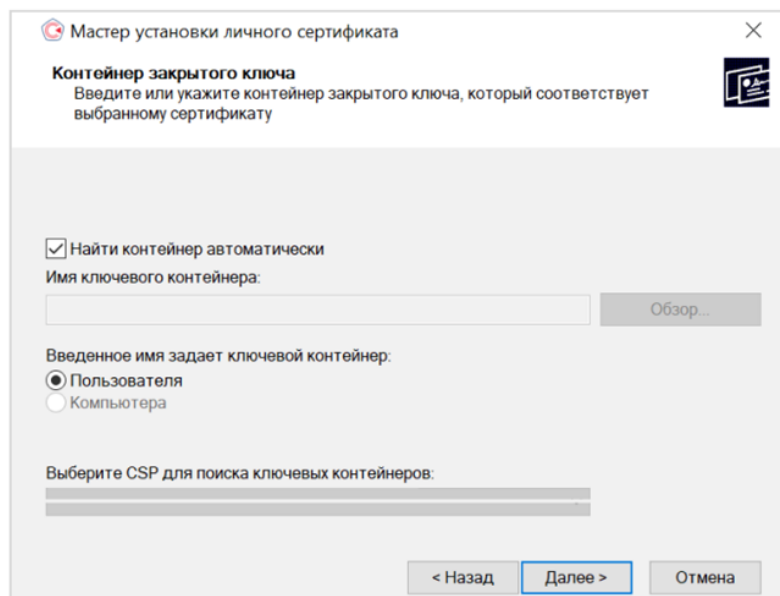 Мастер установки личного сертификата
Контейнер закрытого ключа
Введите или укажите контейнер закрытого ключа, который соответствует
выбранному сертификату
Найти контейнер автоматически
Имя ключевого контейнера:
Обзор...
Введенное имя задает ключевой контейнер:
Пользователя
Компьютера
Выберите CSP для поиска ключевых контейнеров:
< Назад
Далее >
Отмена